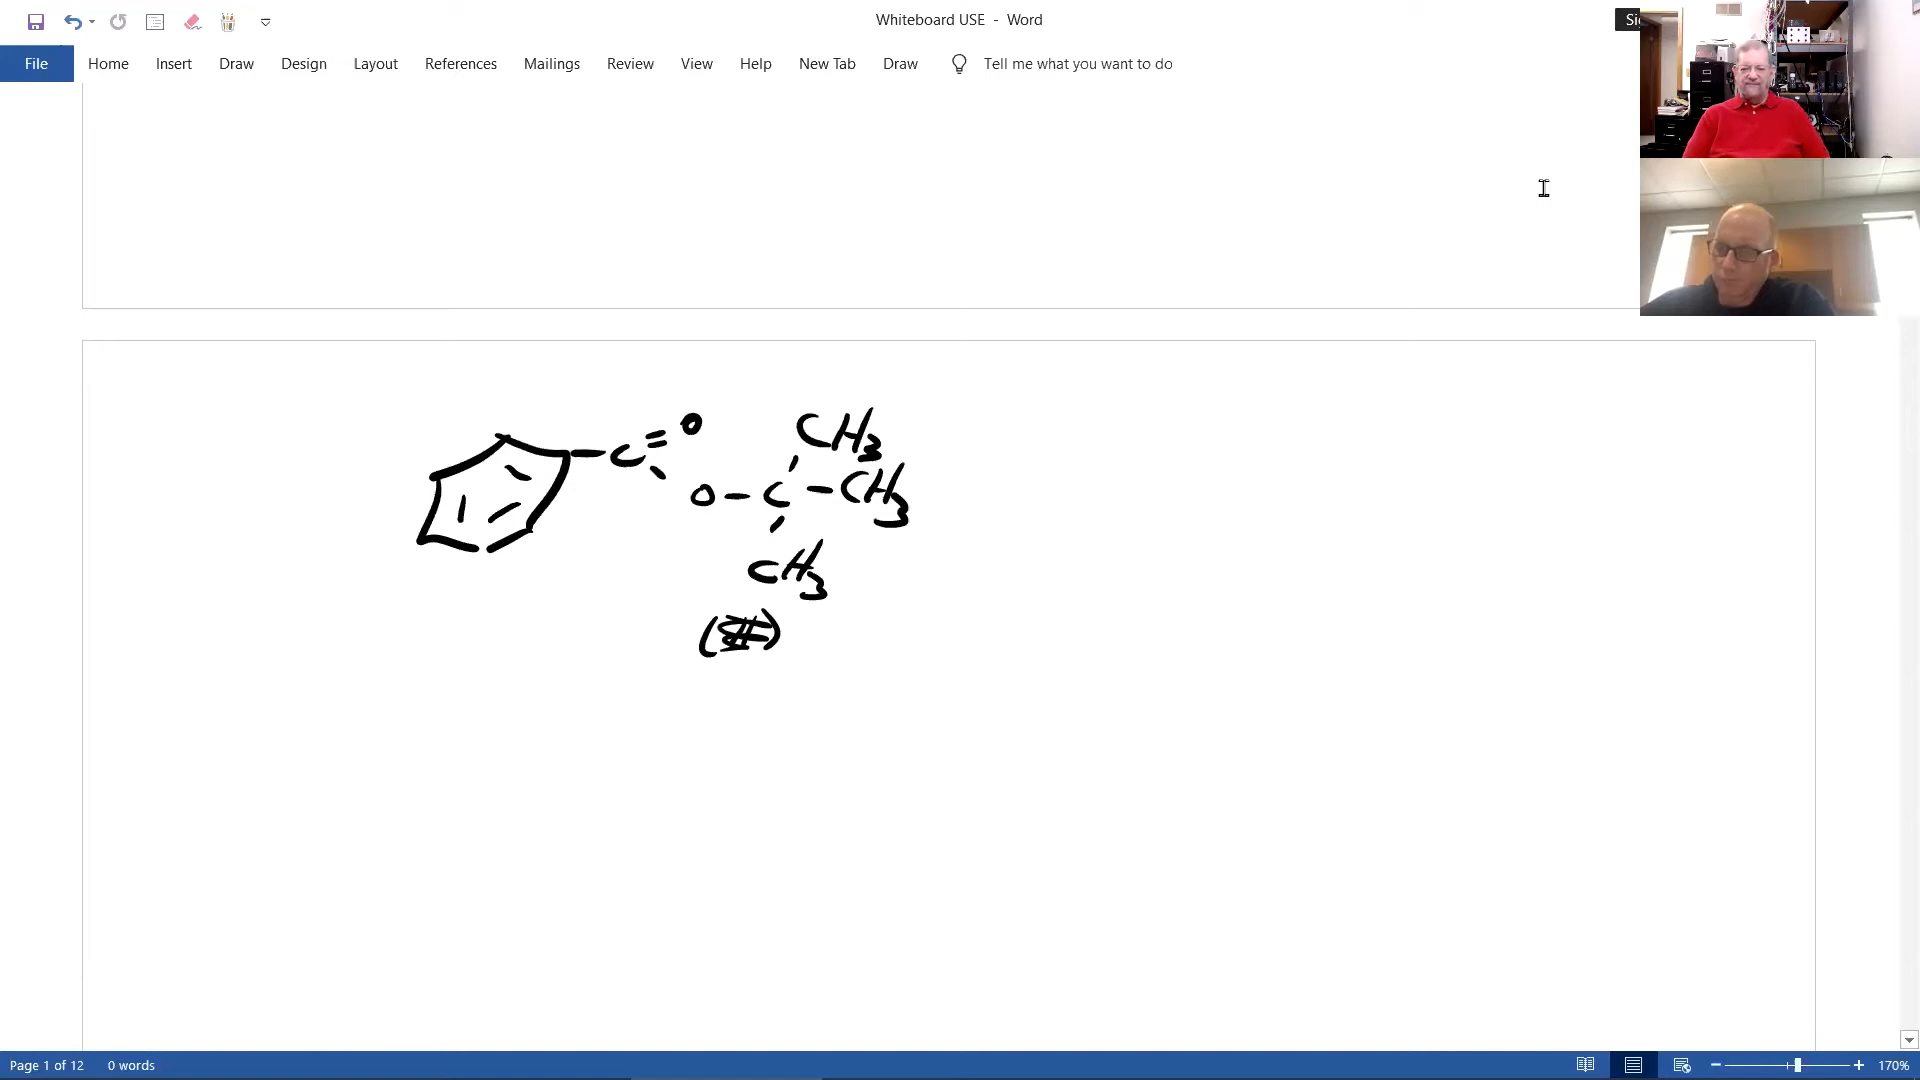 Whiteboard USE - Word
File Home Insert Draw Design Layout References Mailings Review View Help New Tab Draw Tell me what you want to do
CH3
C = O
O - C - CH3
CH3
Page 1 of 12 0 words 170%